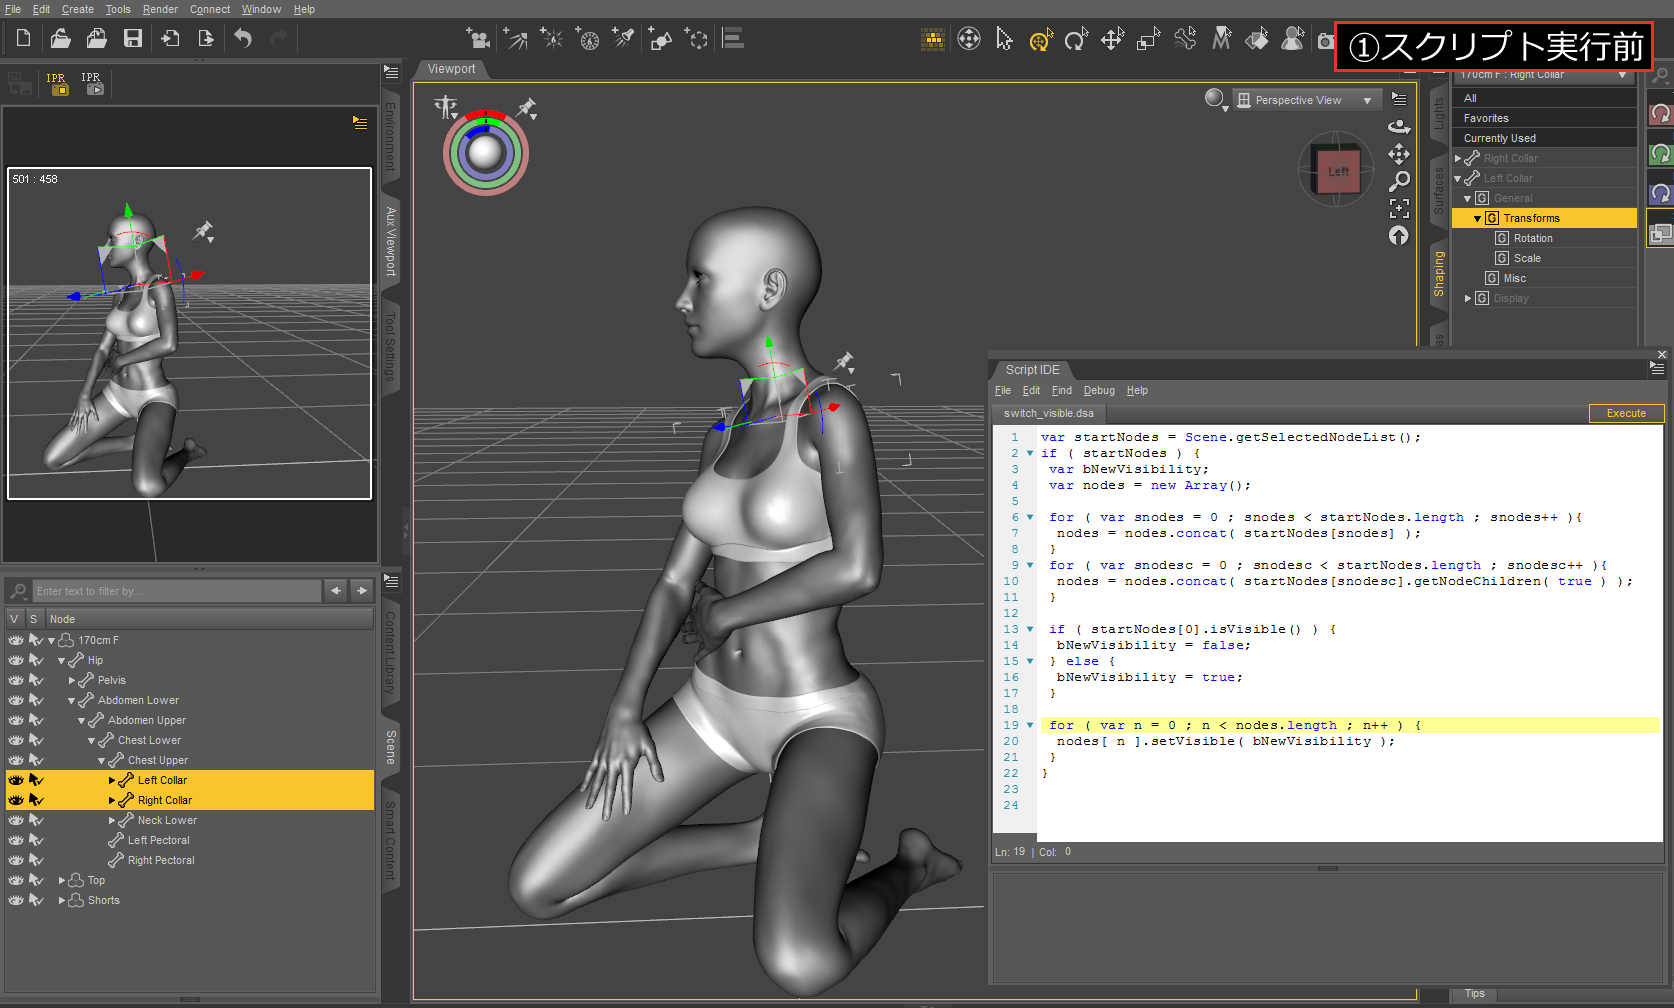 File Edit Create Tools Render Connect Window Help
①スクリプト実行前
IPR IPR
Viewport
170cm F : Right Collar
Perspective View
Left
501 : 458
Environment
Aux Viewport
Tool Settings
Lights
Surfaces
Shaping
All
Favorites
Currently Used
Right Collar
Left Collar
G General
G Transforms
G Rotation
G Scale
G Misc
G Display
Script IDE
File Edit Find Debug Help
switch_visible.dsa
Execute
1 var startNodes = Scene.getSelectedNodeList();
2 if ( startNodes ) {
3 var bNewVisibility;
4 var nodes = new Array();
5
6 for ( var snodes = 0 ; snodes < startNodes.length ; snodes++ ){
7 nodes = nodes.concat( startNodes[snodes] );
8 }
9 for ( var snodesc = 0 ; snodesc < startNodes.length ; snodesc++ ){
10 nodes = nodes.concat( startNodes[snodesc].getNodeChildren( true ) );
11 }
12
13 if ( startNodes[0].isVisible() ) {
14 bNewVisibility = false;
15 } else {
16 bNewVisibility = true;
17 }
18
19 for ( var n = 0 ; n < nodes.length ; n++ ) {
20 nodes[ n ].setVisible( bNewVisibility );
21 }
22 }
23
24
Ln: 19 | Col: 0
Tips
Enter text to filter by...
V S Node
170cm F
Hip
Pelvis
Abdomen Lower
Abdomen Upper
Chest Lower
Chest Upper
Left Collar
Right Collar
Neck Lower
Left Pectoral
Right Pectoral
Top
Shorts
Content Library
Scene
Smart Content